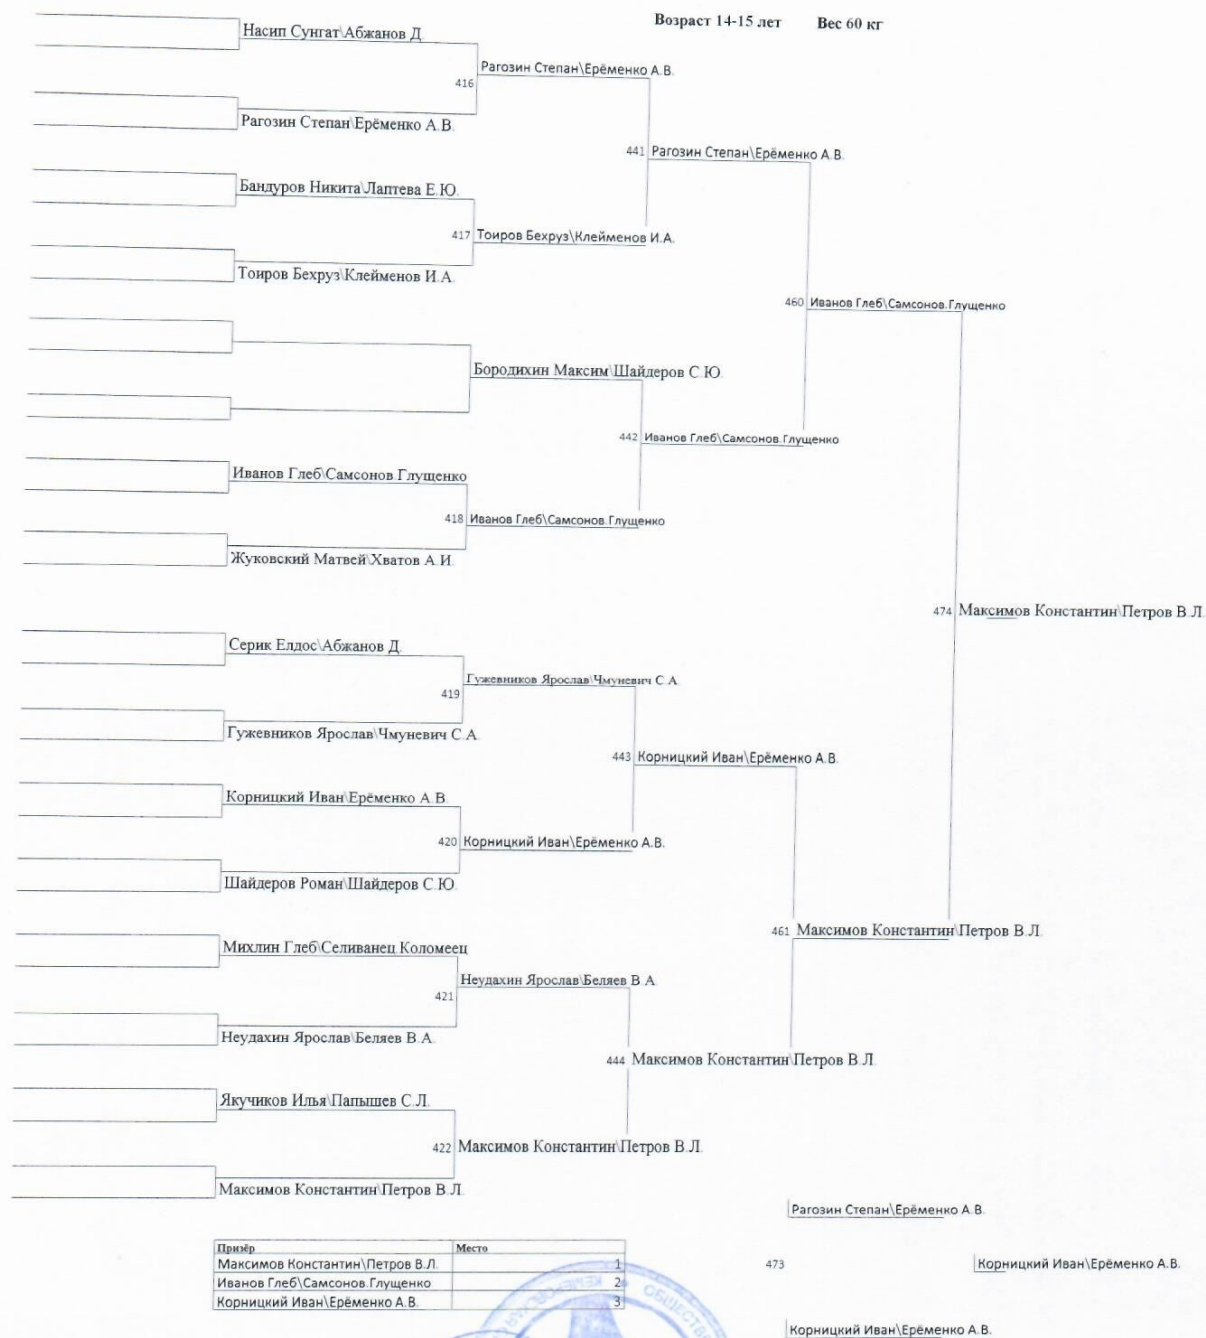 Возраст 14-15 лет Вес 60 кг
Насип Сунгат\Абжанов Д.
416 Рагозин Степан\Ерёменко А.В.
Рагозин Степан\Ерёменко А.В.
441 Рагозин Степан\Ерёменко А.В.
Бандуров Никита\Лаптева Е.Ю.
417 Тоиров Бехруз\Клейменов И.А.
Тоиров Бехруз\Клейменов И.А.
460 Иванов Глеб\Самсонов.Глущенко
Бородихин Максим\Шайдеров С.Ю.
442 Иванов Глеб\Самсонов.Глущенко
Иванов Глеб\Самсонов Глущенко
418 Иванов Глеб\Самсонов.Глущенко
Жуковский Матвей\Хватов А.И.
474 Максимов Константин\Петров В.Л.
Серик Елдос\Абжанов Д.
419 Гужевников Ярослав\Чмуневич С.А.
Гужевников Ярослав\Чмуневич С.А.
443 Корницкий Иван\Ерёменко А.В.
Корницкий Иван\Ерёменко А.В.
420 Корницкий Иван\Ерёменко А.В.
Шайдеров Роман\Шайдеров С.Ю.
461 Максимов Константин\Петров В.Л.
Михлин Глеб\Селиванец Коломеец
421 Неудахин Ярослав\Беляев В.А.
Неудахин Ярослав\Беляев В.А.
444 Максимов Константин\Петров В.Л.
Якучиков Илья\Папышев С.Л.
422 Максимов Константин\Петров В.Л.
Максимов Константин\Петров В.Л.
Рагозин Степан\Ерёменко А.В.
473 Корницкий Иван\Ерёменко А.В.
Корницкий Иван\Ерёменко А.В.
Призёр Место
Максимов Константин\Петров В.Л. 1
Иванов Глеб\Самсонов.Глущенко 2
Корницкий Иван\Ерёменко А.В. 3